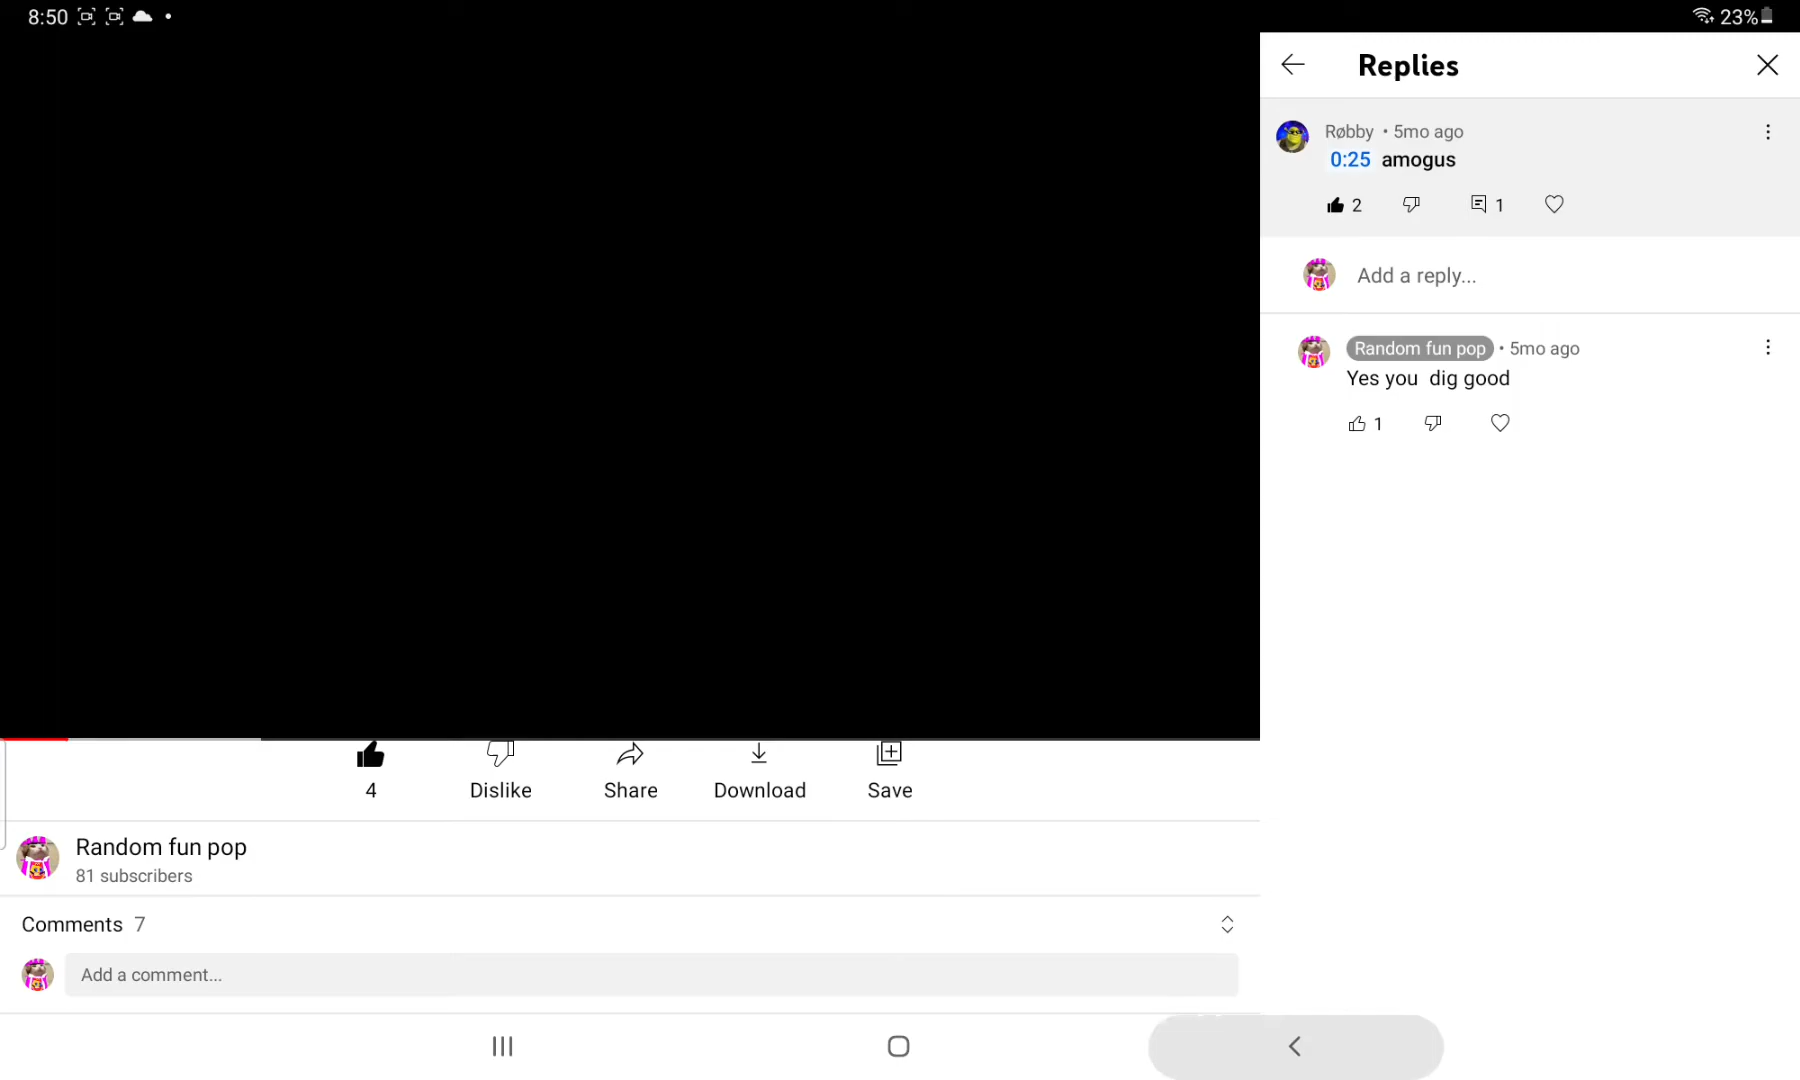 8:50
23%
Replies
Røbby • 5mo ago
0:25 amogus
2
1
Add a reply...
Random fun pop • 5mo ago
Yes you dig good
1
4
Dislike
Share
Download
Save
Random fun pop
81 subscribers
Comments 7
Add a comment...